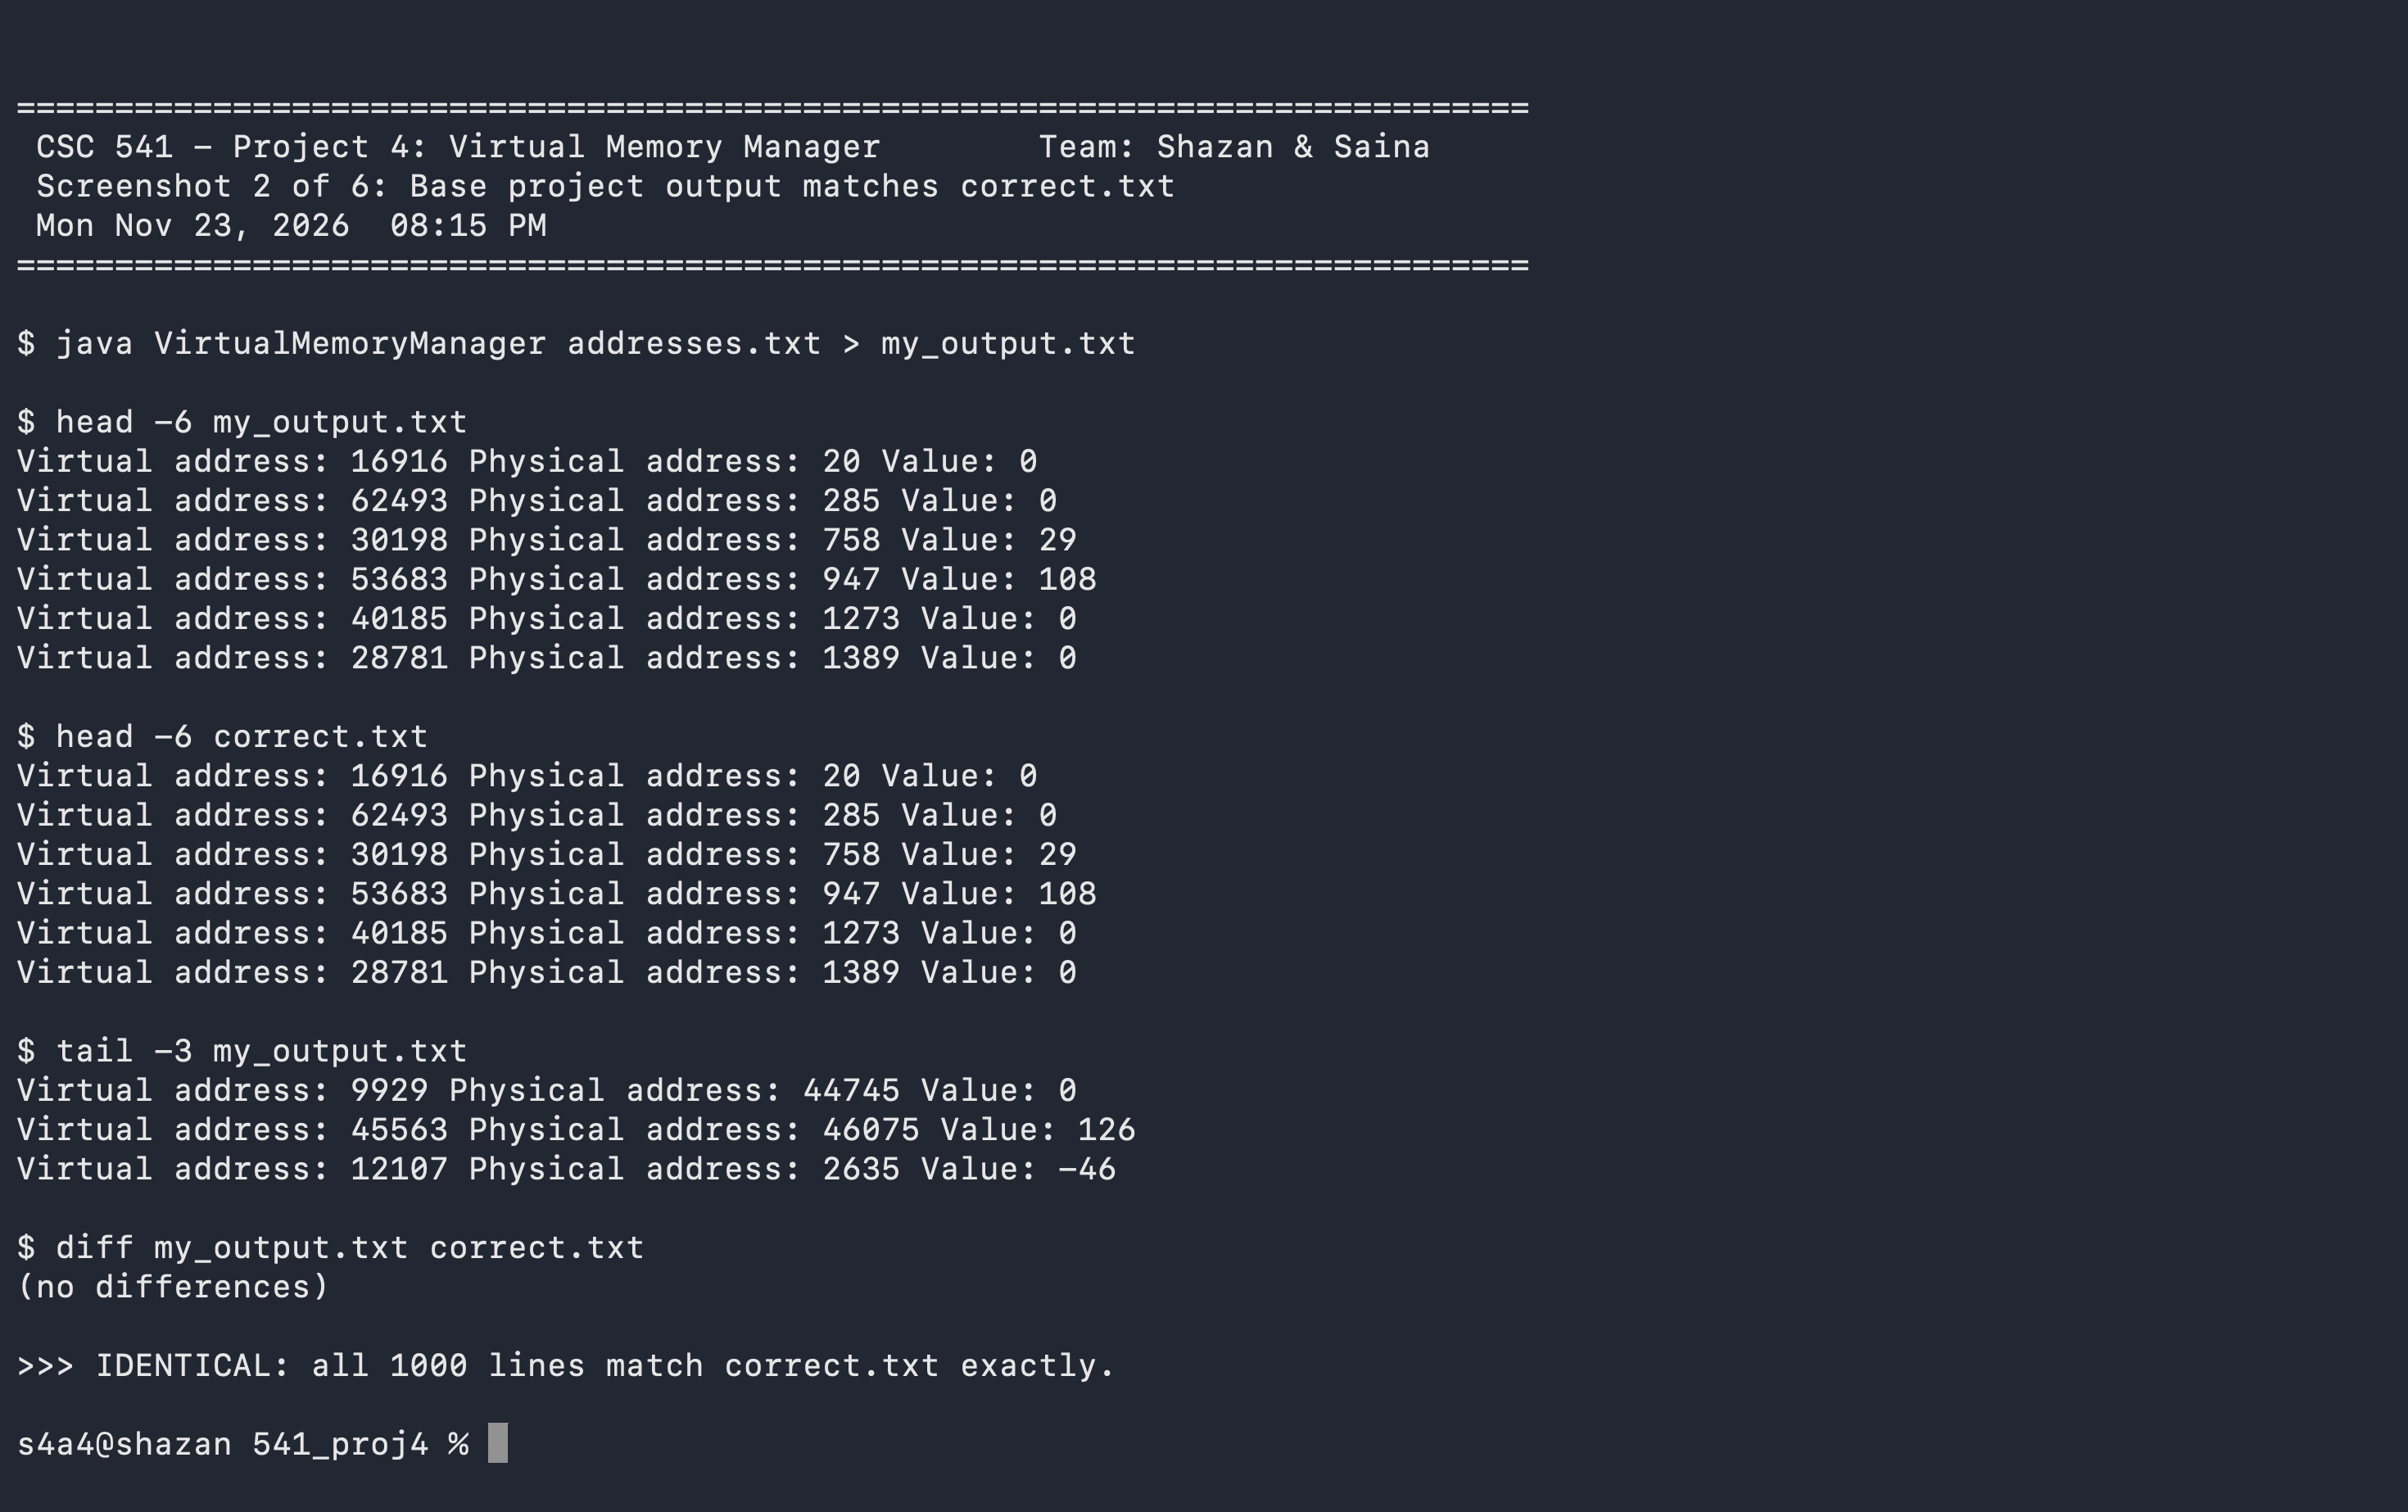 ================================================================================
CSC 541 – Project 4: Virtual Memory Manager        Team: Shazan & Saina
Screenshot 2 of 6: Base project output matches correct.txt
Mon Nov 23, 2026  08:15 PM
================================================================================
$ java VirtualMemoryManager addresses.txt > my_output.txt
$ head -6 my_output.txt
Virtual address: 16916 Physical address: 20 Value: 0
Virtual address: 62493 Physical address: 285 Value: 0
Virtual address: 30198 Physical address: 758 Value: 29
Virtual address: 53683 Physical address: 947 Value: 108
Virtual address: 40185 Physical address: 1273 Value: 0
Virtual address: 28781 Physical address: 1389 Value: 0
$ head -6 correct.txt
Virtual address: 16916 Physical address: 20 Value: 0
Virtual address: 62493 Physical address: 285 Value: 0
Virtual address: 30198 Physical address: 758 Value: 29
Virtual address: 53683 Physical address: 947 Value: 108
Virtual address: 40185 Physical address: 1273 Value: 0
Virtual address: 28781 Physical address: 1389 Value: 0
$ tail -3 my_output.txt
Virtual address: 9929 Physical address: 44745 Value: 0
Virtual address: 45563 Physical address: 46075 Value: 126
Virtual address: 12107 Physical address: 2635 Value: -46
$ diff my_output.txt correct.txt
(no differences)
>>> IDENTICAL: all 1000 lines match correct.txt exactly.
s4a4@shazan 541_proj4 %